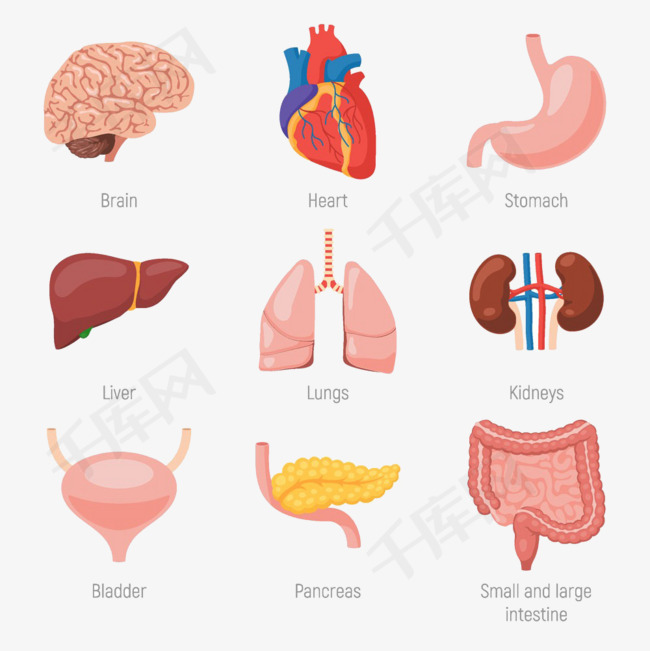 千库网
Brain
Heart
Stomach
千库网
Liver
Lungs
Kidneys
千库网
千库网
Bladder
Pancreas
Small and large
intestine